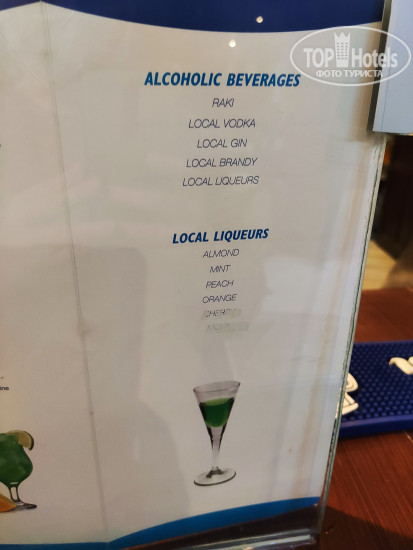 TOP Hotels
ФОТО ТУРИСТА
ALCOHOLIC BEVERAGES
RAKI
LOCAL VODKA
LOCAL GIN
LOCAL BRANDY
LOCAL LIQUEURS
LOCAL LIQUEURS
ALMOND
MINT
PEACH
ORANGE